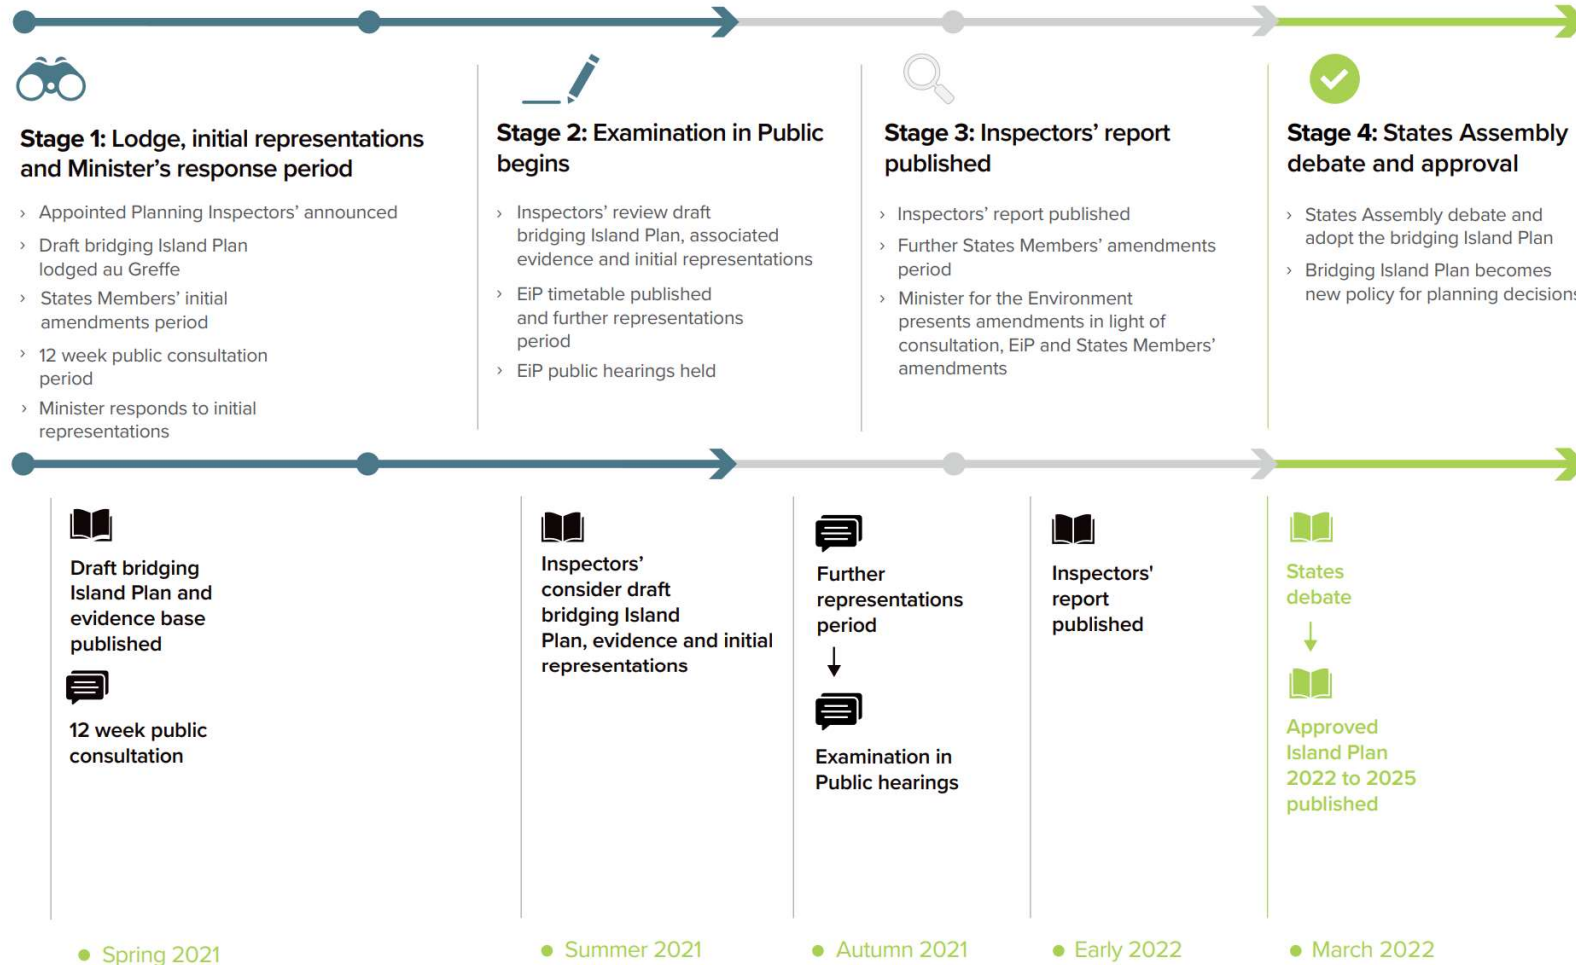 Stage 1: Lodge, initial representations
and Minister's response period
› Appointed Planning Inspectors' announced
› Draft bridging Island Plan
lodged au Greffe
› States Members' initial
amendments period
› 12 week public consultation
period
› Minister responds to initial
representations
Stage 2: Examination in Public
begins
› Inspectors' review draft
bridging Island Plan, associated
evidence and initial representations
› EiP timetable published
and further representations
period
› EiP public hearings held
Stage 3: Inspectors' report
published
› Inspectors' report published
› Further States Members' amendments
period
› Minister for the Environment
presents amendments in light of
consultation, EiP and States Members'
amendments
Stage 4: States Assembly
debate and approval
› States Assembly debate and
adopt the bridging Island Plan
› Bridging Island Plan becomes
new policy for planning decisions
Draft bridging
Island Plan and
evidence base
published
12 week public
consultation
Spring 2021
Inspectors'
consider draft
bridging Island
Plan, evidence and initial
representations
Summer 2021
Further
representations
period
Examination in
Public hearings
Autumn 2021
Inspectors'
report
published
Early 2022
States
debate
Approved
Island Plan
2022 to 2025
published
March 2022